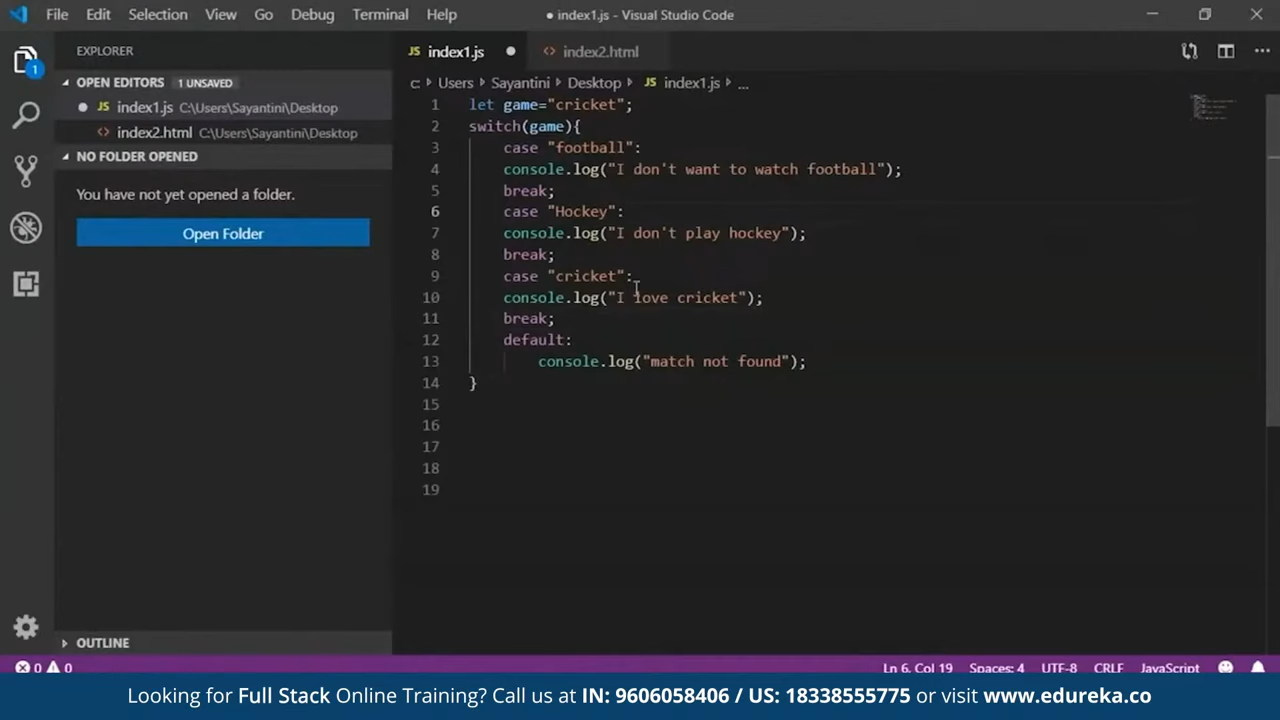 File Edit Selection View Go Debug Terminal Help
● index1.js - Visual Studio Code
EXPLORER
OPEN EDITORS 1 UNSAVED
● JS index1.js C:\Users\Sayantini\Desktop
<> index2.html C:\Users\Sayantini\Desktop
NO FOLDER OPENED
You have not yet opened a folder.
Open Folder
OUTLINE
1
JS index1.js ●
<> index2.html
c: Users Sayantini Desktop JS index1.js ...
1 let game="cricket";
2 switch(game){
3 case "football":
4 console.log("I don't want to watch football");
5 break;
6 case "Hockey":
7 console.log("I don't play hockey");
8 break;
9 case "cricket":
10 console.log("I love cricket");
11 break;
12 default:
13 console.log("match not found");
14 }
15
16
17
18
19
0 0
Ln 6, Col 19 Spaces: 4 UTF-8 CRLF JavaScript
Looking for Full Stack Online Training? Call us at IN: 9606058406 / US: 18338555775 or visit www.edureka.co